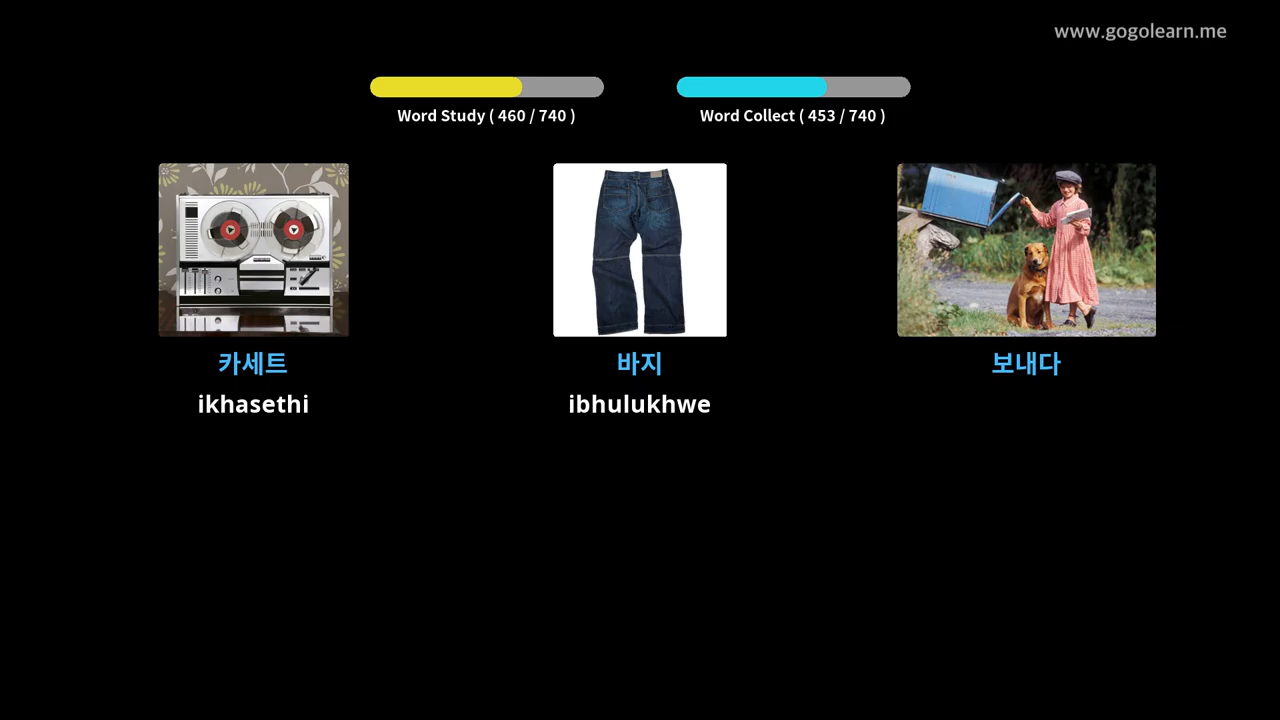 www.gogolearn.me
Word Study ( 460 / 740 )
Word Collect ( 453 / 740 )
카세트
바지
보내다
ikhasethi
ibhulukhwe